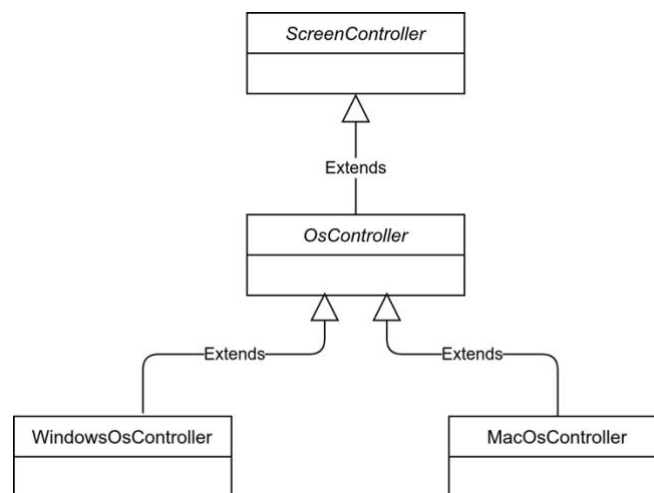 ScreenController
Extends
OsController
Extends
Extends
WindowsOsController
MacOsController